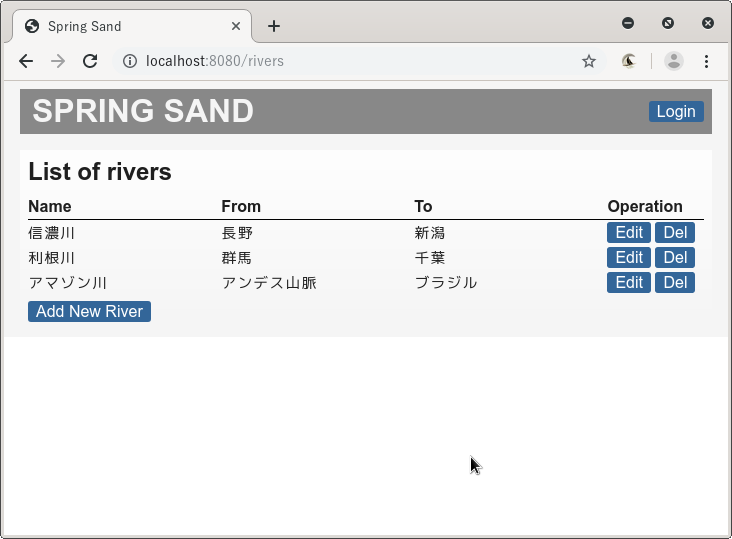 Spring Sand
localhost:8080/rivers
SPRING SAND
Login
List of rivers
Name From To Operation
信濃川 長野 新潟 Edit Del
利根川 群馬 千葉 Edit Del
アマゾン川 アンデス山脈 ブラジル Edit Del
Add New River